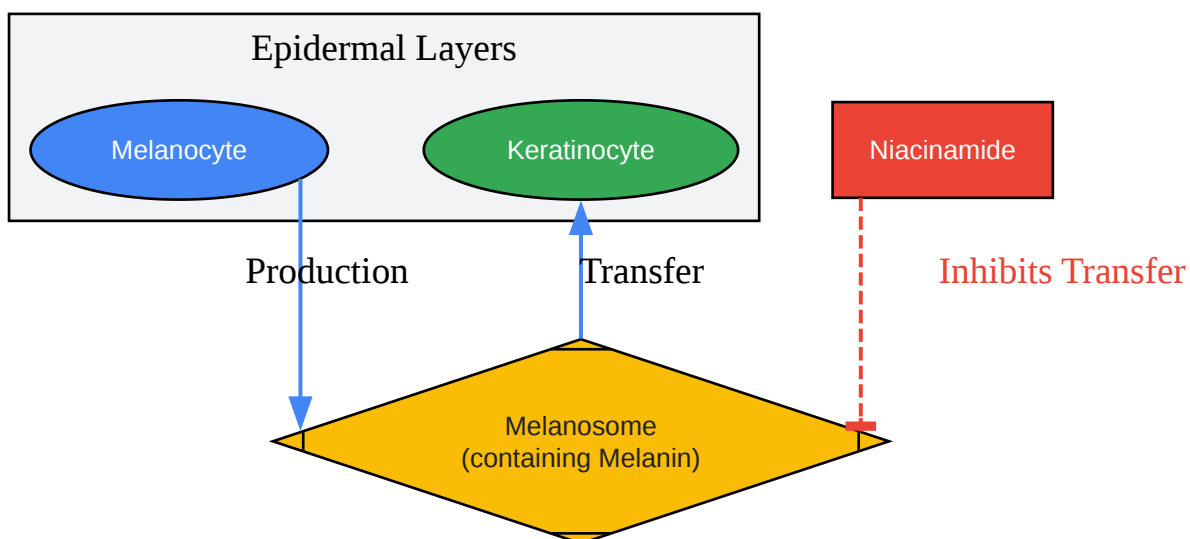 Epidermal Layers
Melanocyte
Keratinocyte
Niacinamide
Production
Transfer
Inhibits Transfer
Melanosome
(containing Melanin)